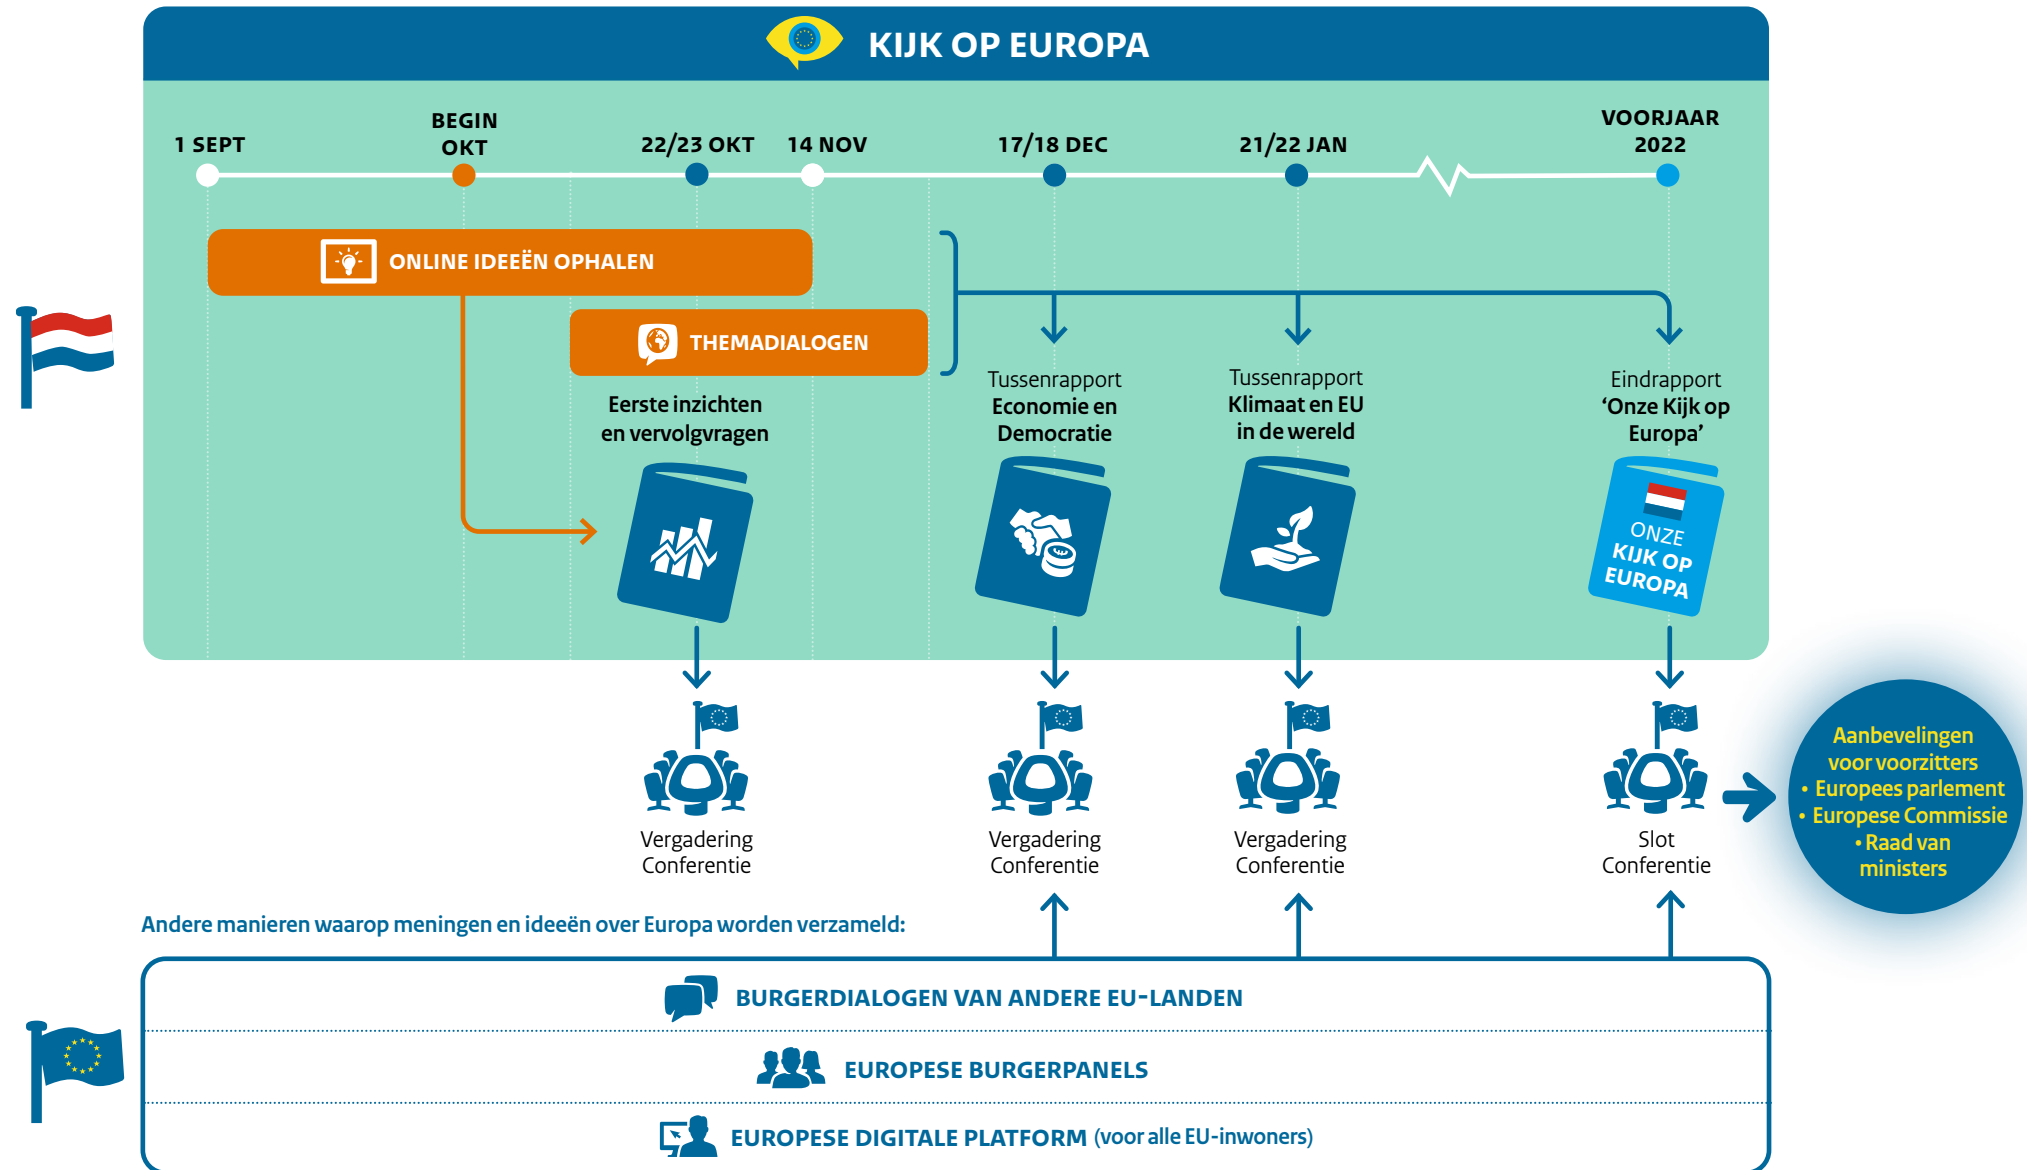 KIJK OP EUROPA
1 SEPT
BEGIN
OKT
22/23 OKT
14 NOV
17/18 DEC
21/22 JAN
VOORJAAR
2022
ONLINE IDEEËN OPHALEN
THEMADIALOGEN
Eerste inzichten
en vervolgvragen
Tussenrapport
Economie en
Democratie
Tussenrapport
Klimaat en EU
in de wereld
Eindrapport
‘Onze Kijk op
Europa’
ONZE
KIJK OP
EUROPA
Vergadering
Conferentie
Vergadering
Conferentie
Vergadering
Conferentie
Slot
Conferentie
Aanbevelingen
voor voorzitters
• Europees parlement
• Europese Commissie
• Raad van
ministers
Andere manieren waarop meningen en ideeën over Europa worden verzameld:
BURGERDIALOGEN VAN ANDERE EU-LANDEN
EUROPESE BURGERPANELS
EUROPESE DIGITALE PLATFORM (voor alle EU-inwoners)